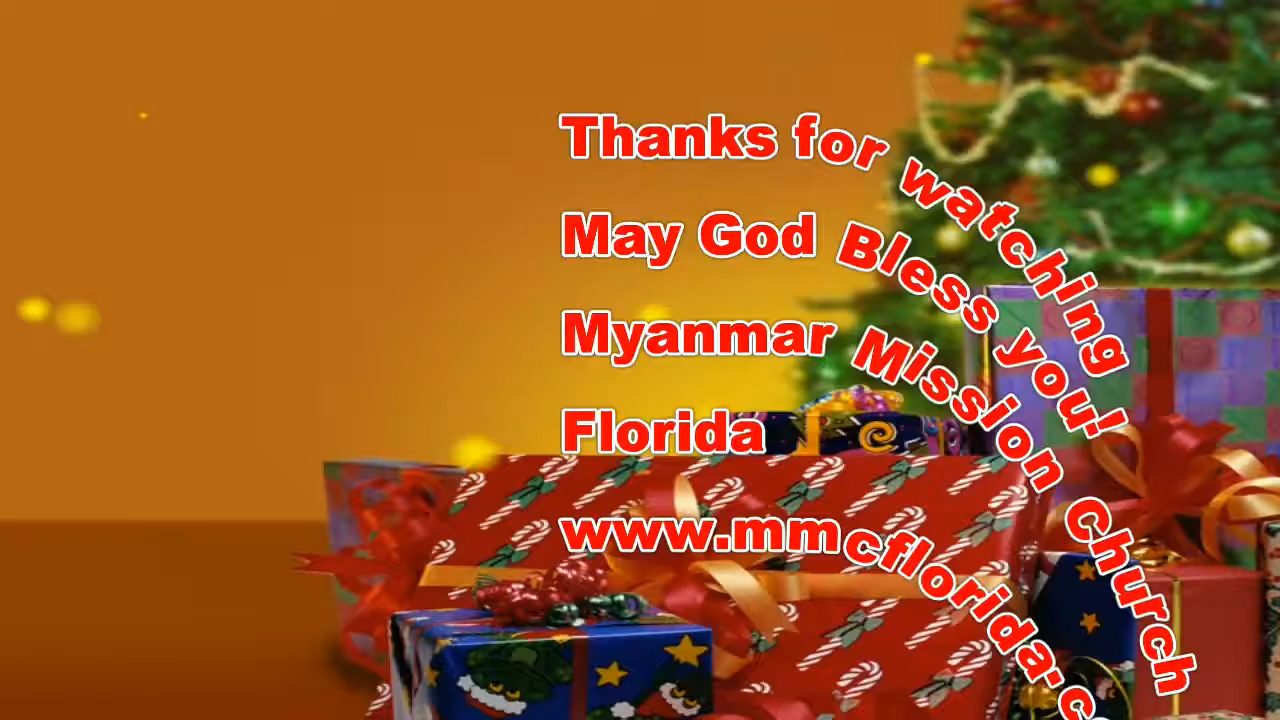 Thanks for watching
May God Bless you!
Myanmar Mission Church
Florida
www.mmcflorida.c